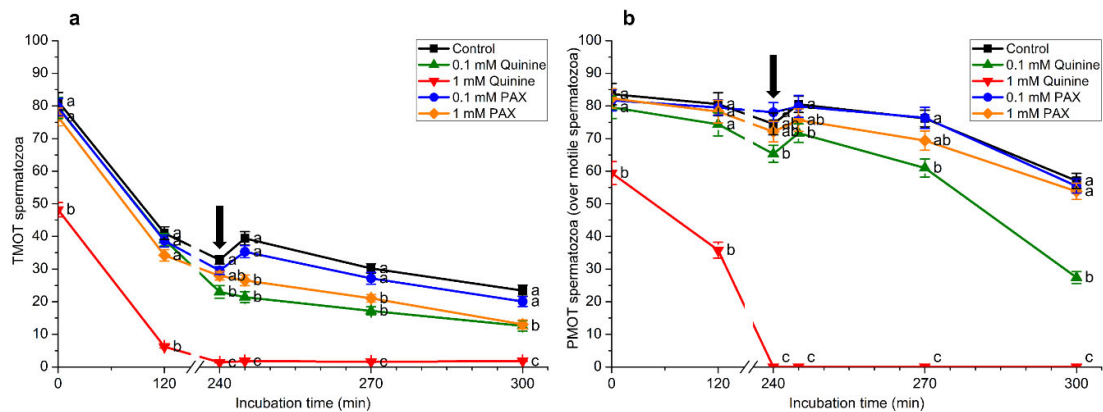 a
100
90
80
70
60
50
40
30
20
10
0
TMOT spermatozoa
Control
0.1 mM Quinine
1 mM Quinine
0.1 mM PAX
1 mM PAX
a
a
b
a
a
a
b
a
ab
b
c
a
a
b
b
c
a
a
b
b
c
a
a
b
c
0
120
240
270
300
Incubation time (min)
b
100
90
80
70
60
50
40
30
20
10
0
PMOT spermatozoa (over motile spermatozoa)
Control
0.1 mM Quinine
1 mM Quinine
0.1 mM PAX
1 mM PAX
a
a
b
a
a
b
a
ab
b
c
a
ab
b
c
a
ab
b
c
a
a
b
c
0
120
240
270
300
Incubation time (min)